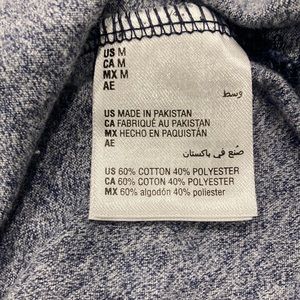 US M
CA M
MX M
AE
وسط
US MADE IN PAKISTAN
CA FABRIQUÉ AU PAKISTAN
MX HECHO EN PAQUISTÁN
AE
صنع في باكستان
US 60% COTTON 40% POLYESTER
CA 60% COTON 40% POLYESTER
MX 60% algodón 40% poliester